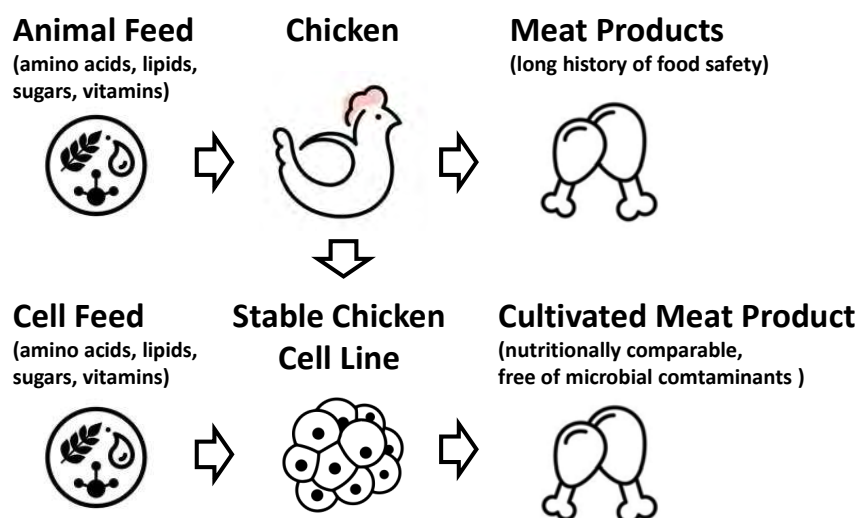 Animal Feed
(amino acids, lipids,
sugars, vitamins)
Chicken
Meat Products
(long history of food safety)
Cell Feed
(amino acids, lipids,
sugars, vitamins)
Stable Chicken
Cell Line
Cultivated Meat Product
(nutritionally comparable,
free of microbial comtaminants )